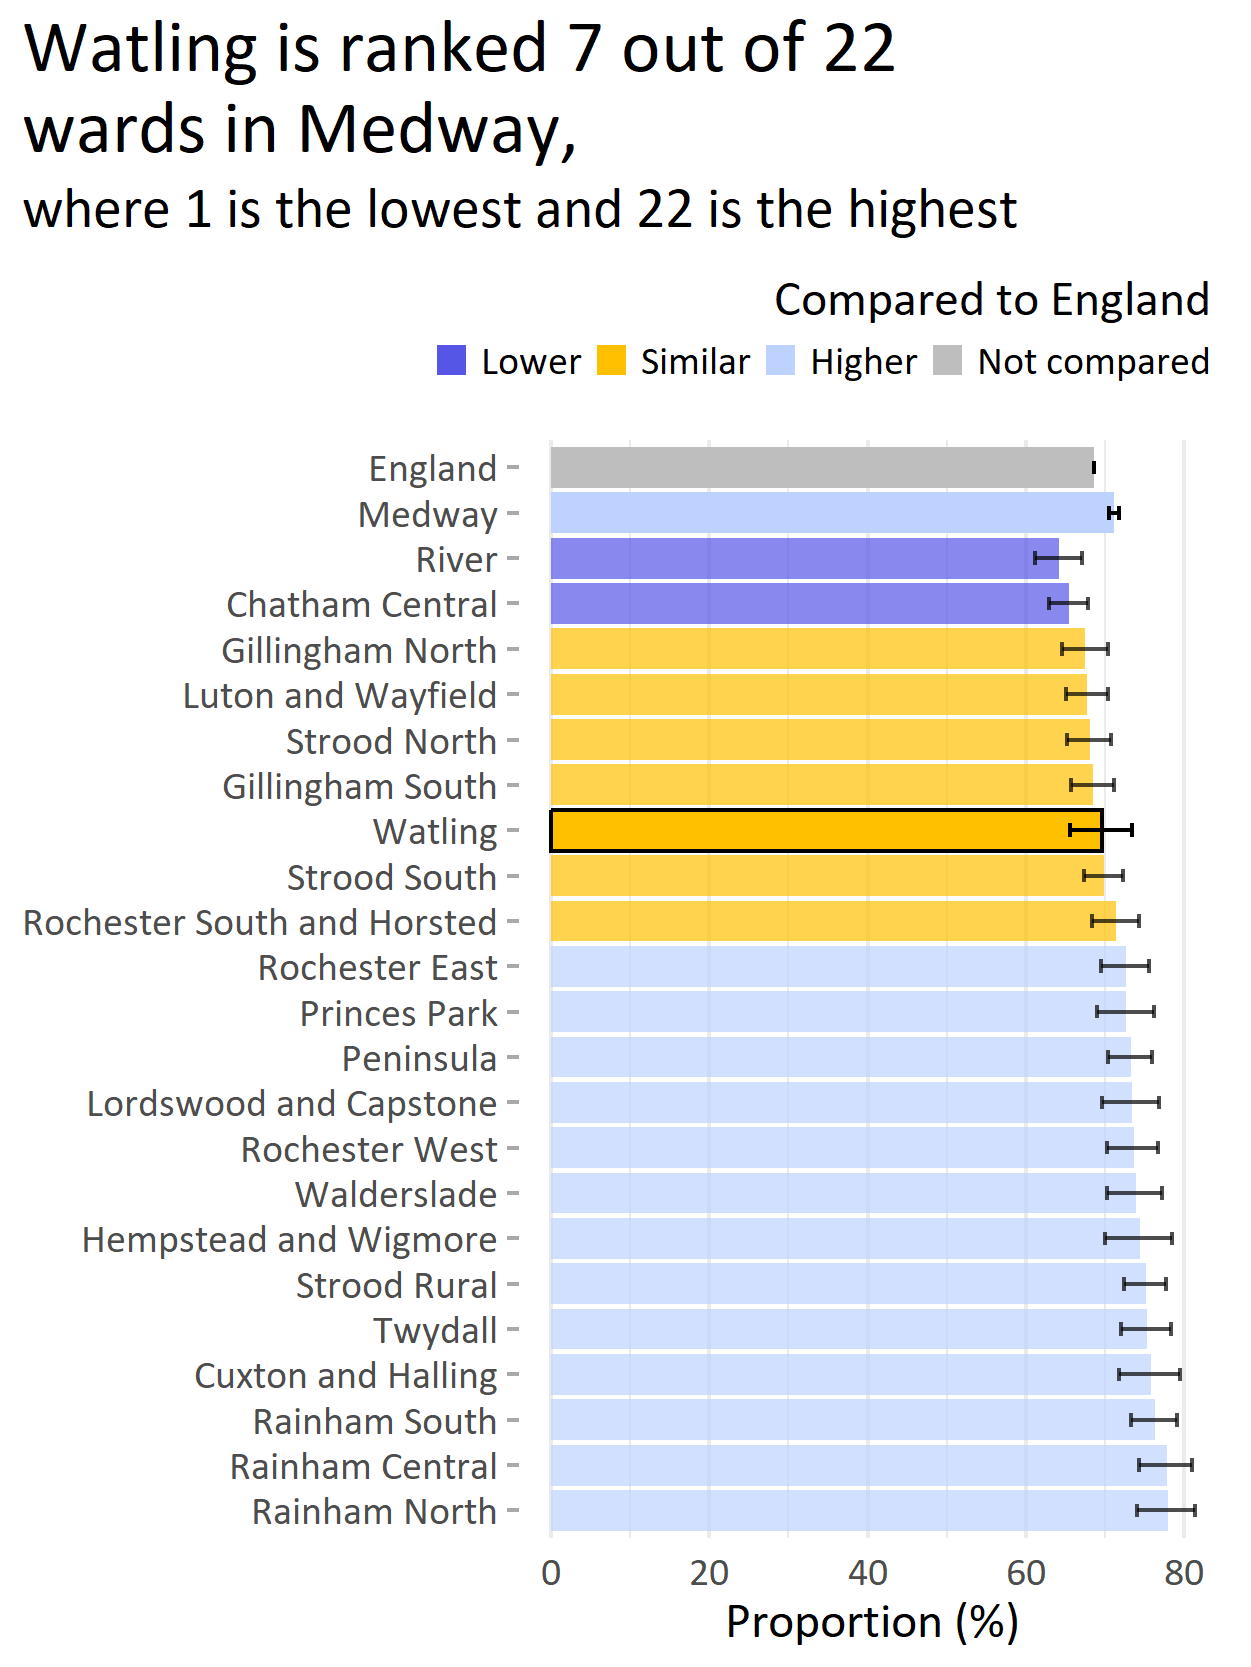 Watling is ranked 7 out of 22
wards in Medway,
where 1 is the lowest and 22 is the highest
Compared to England
Lower Similar Higher Not compared
England
Medway
River
Chatham Central
Gillingham North
Luton and Wayfield
Strood North
Gillingham South
Watling
Strood South
Rochester South and Horsted
Rochester East
Princes Park
Peninsula
Lordswood and Capstone
Rochester West
Walderslade
Hempstead and Wigmore
Strood Rural
Twydall
Cuxton and Halling
Rainham South
Rainham Central
Rainham North
0 20 40 60 80
Proportion (%)